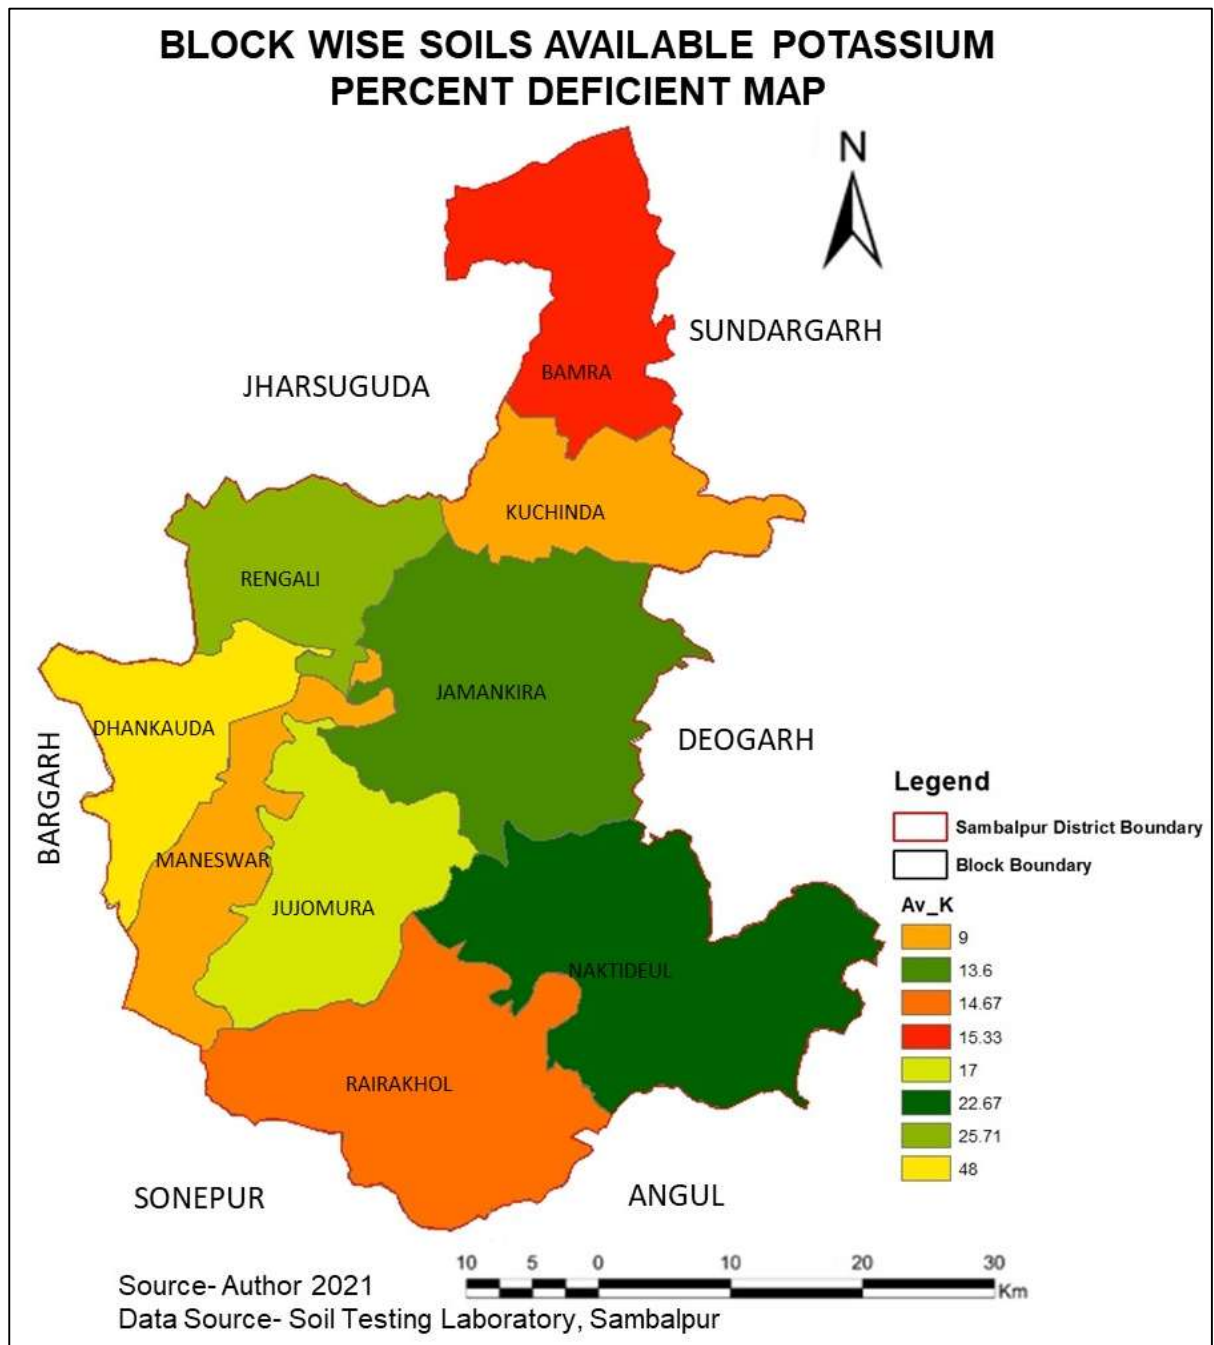 BLOCK WISE SOILS AVAILABLE POTASSIUM
PERCENT DEFICIENT MAP
N
SUNDARGARH
BAMRA
JHARSUGUDA
KUCHINDA
RENGALI
JAMANKIRA
DHANKAUDA
DEOGARH
BARGARH
MANESWAR
JUJOMURA
NAKTIDEUL
RAIRAKHOL
SONEPUR
ANGUL
Legend
Sambalpur District Boundary
Block Boundary
Av_K
9
13.6
14.67
15.33
17
22.67
25.71
48
10 5 0 10 20 30
Km
Source- Author 2021
Data Source- Soil Testing Laboratory, Sambalpur